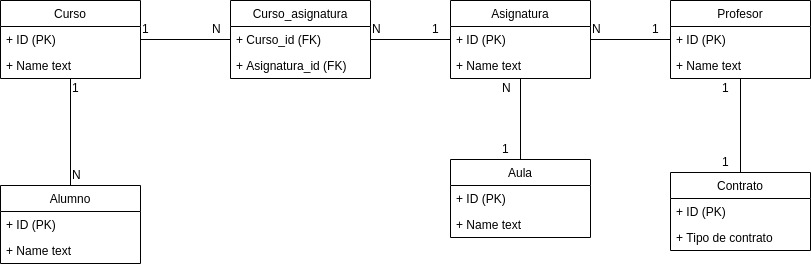 Curso
+ ID (PK)
+ Name text
1
N
Curso_asignatura
+ Curso_id (FK)
+ Asignatura_id (FK)
N
1
Asignatura
+ ID (PK)
+ Name text
N
1
Profesor
+ ID (PK)
+ Name text
1
N
Alumno
+ ID (PK)
+ Name text
N
1
Aula
+ ID (PK)
+ Name text
1
1
Contrato
+ ID (PK)
+ Tipo de contrato